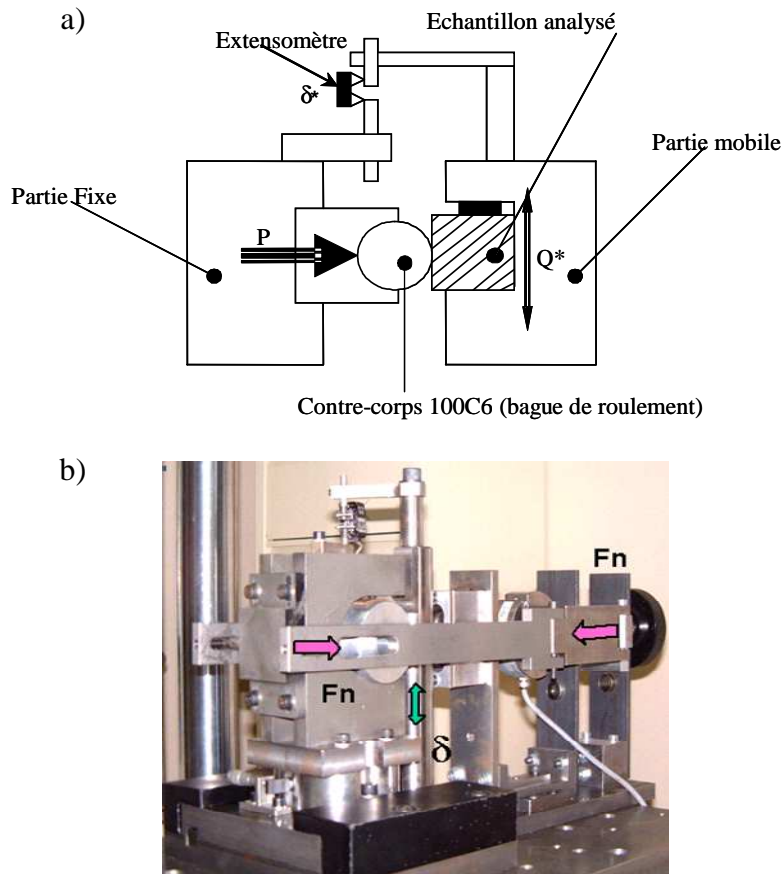 a)
Extensomètre
Echantillon analysé
δ*
Partie mobile
Partie Fixe
P
Q*
Contre-corps 100C6 (bague de roulement)
b)
Fn
Fn
δ